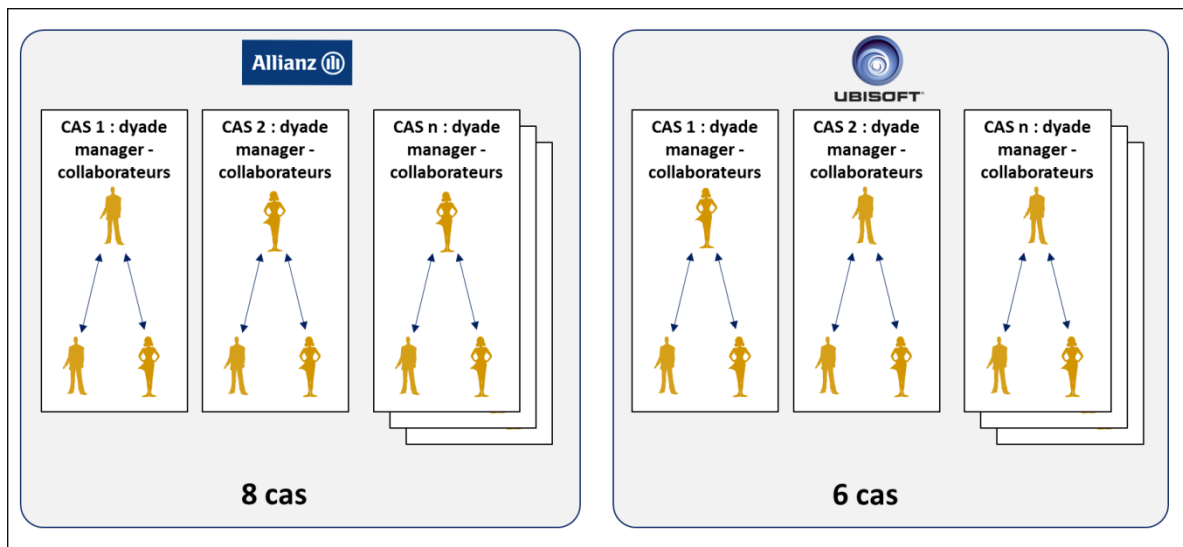 Allianz
CAS 1 : dyade
manager -
collaborateurs
CAS 2 : dyade
manager -
collaborateurs
CAS n : dyade
manager -
collaborateurs
8 cas
UBISOFT
CAS 1 : dyade
manager -
collaborateurs
CAS 2 : dyade
manager -
collaborateurs
CAS n : dyade
manager -
collaborateurs
6 cas